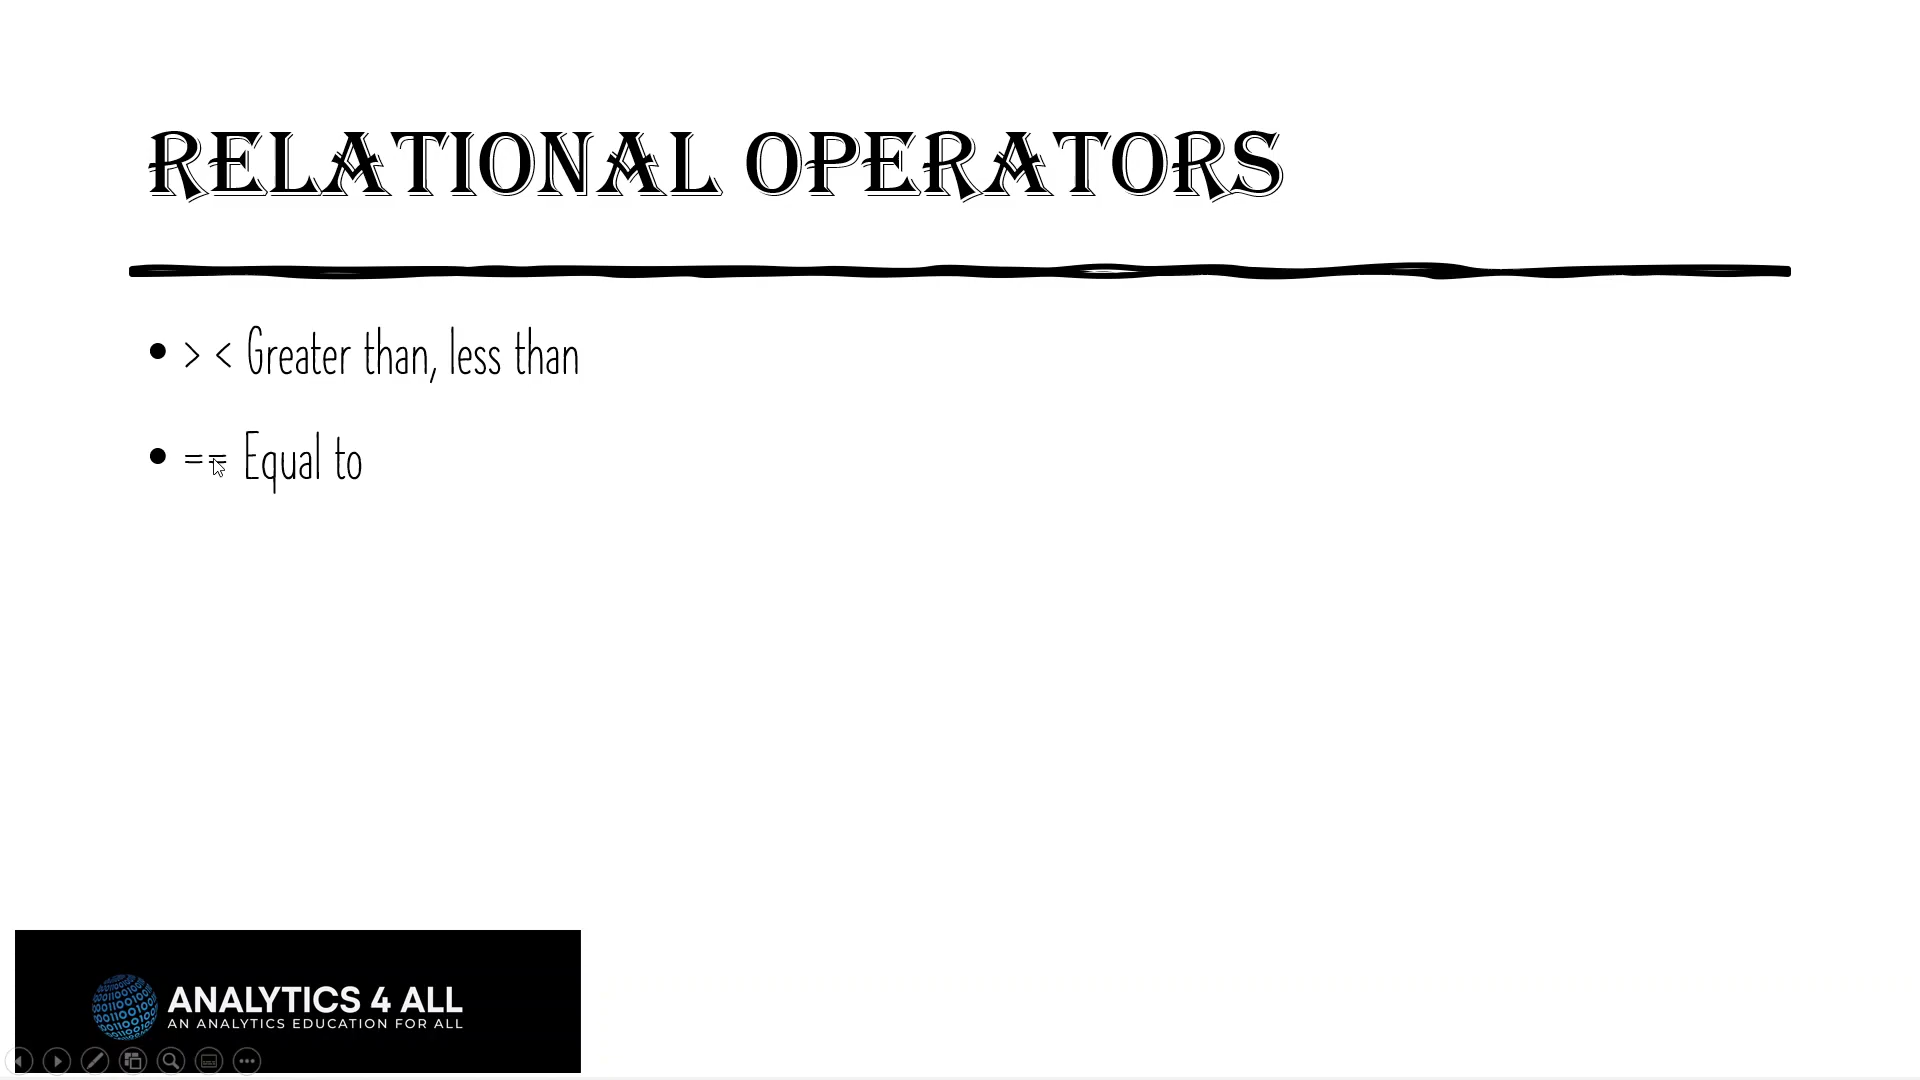 RELATIONAL OPERATORS
• > < Greater than, less than
• == Equal to
ANALYTICS 4 ALL
AN ANALYTICS EDUCATION FOR ALL